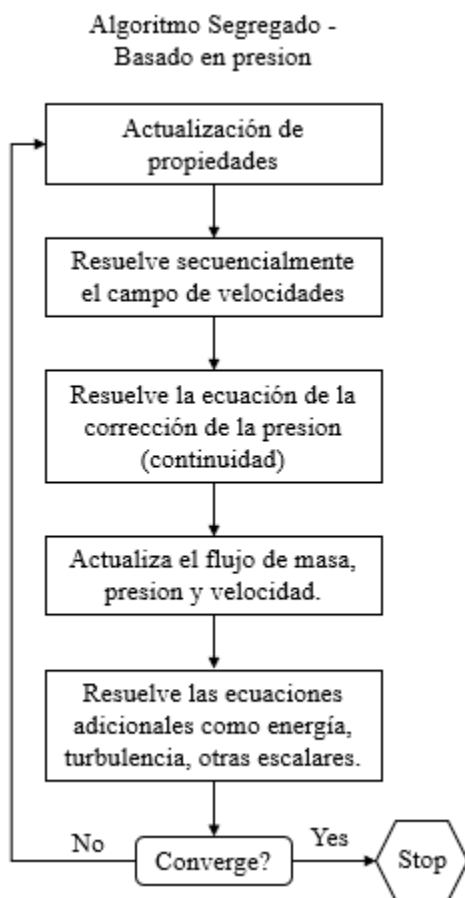 Algoritmo Segregado -
Basado en presion
Actualización de
propiedades
Resuelve secuencialmente
el campo de velocidades
Resuelve la ecuación de la
corrección de la presion
(continuidad)
Actualiza el flujo de masa,
presion y velocidad.
Resuelve las ecuaciones
adicionales como energía,
turbulencia, otras escalares.
No
Converge?
Yes
Stop